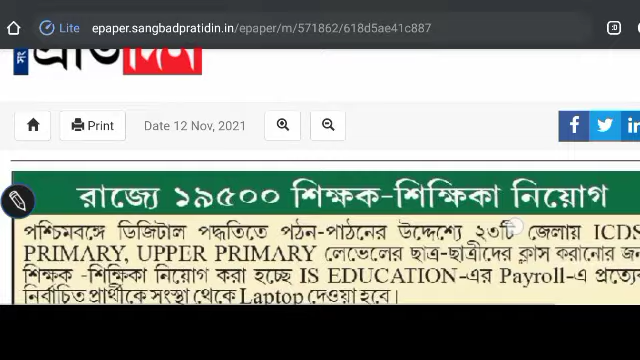 Lite epaper.sangbadpratidin.in/epaper/m/571862/618d5ae41c887
প্রতিদিন
Print Date 12 Nov, 2021
রাজ্যে ১৯৫০০ শিক্ষক-শিক্ষিকা নিয়োগ
পশ্চিমবঙ্গে ডিজিটাল পদ্ধতিতে পঠন-পাঠনের উদ্দেশ্যে ২৩টি জেলায় ICDS
PRIMARY, UPPER PRIMARY লেভেলের ছাত্র-ছাত্রীদের ক্লাস করানোর
শিক্ষক -শিক্ষিকা নিয়োগ করা হচ্ছে IS EDUCATION-এর Payroll-এ
নির্বাচিত প্রার্থীকে সংস্থা থেকে Laptop দেওয়া হবে।